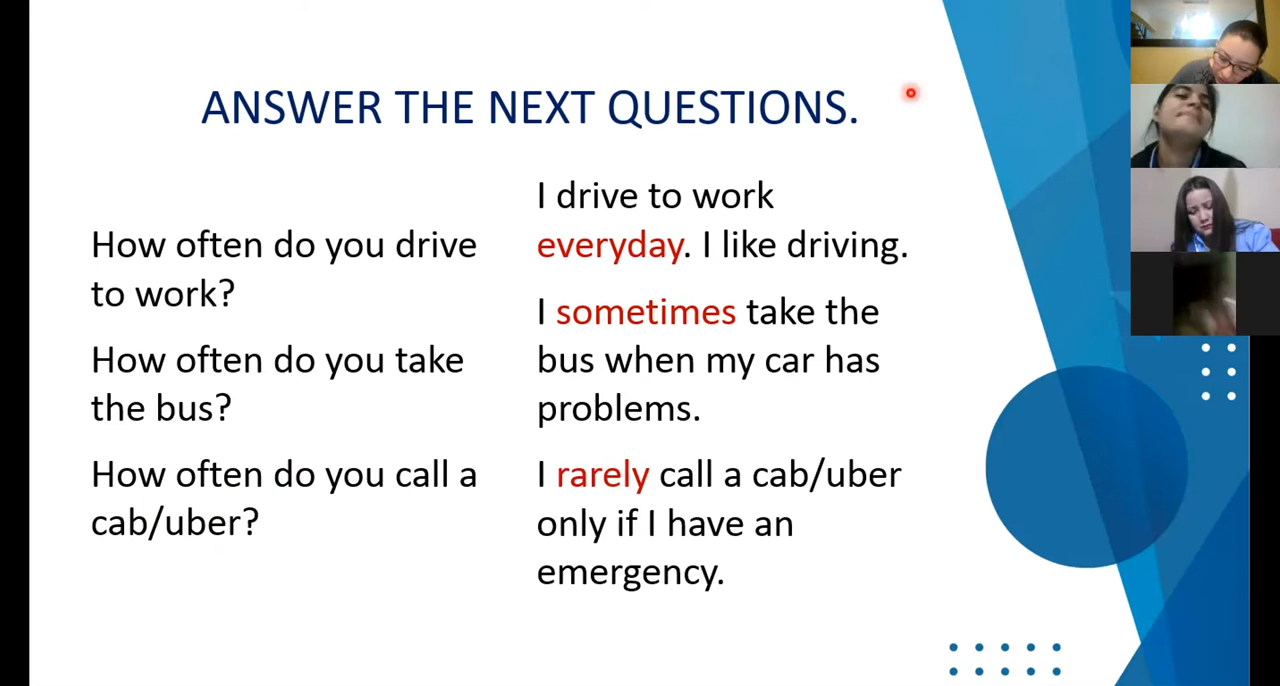 ANSWER THE NEXT QUESTIONS.
How often do you drive
to work?
How often do you take
the bus?
How often do you call a
cab/uber?
I drive to work
everyday. I like driving.
I sometimes take the
bus when my car has
problems.
I rarely call a cab/uber
only if I have an
emergency.